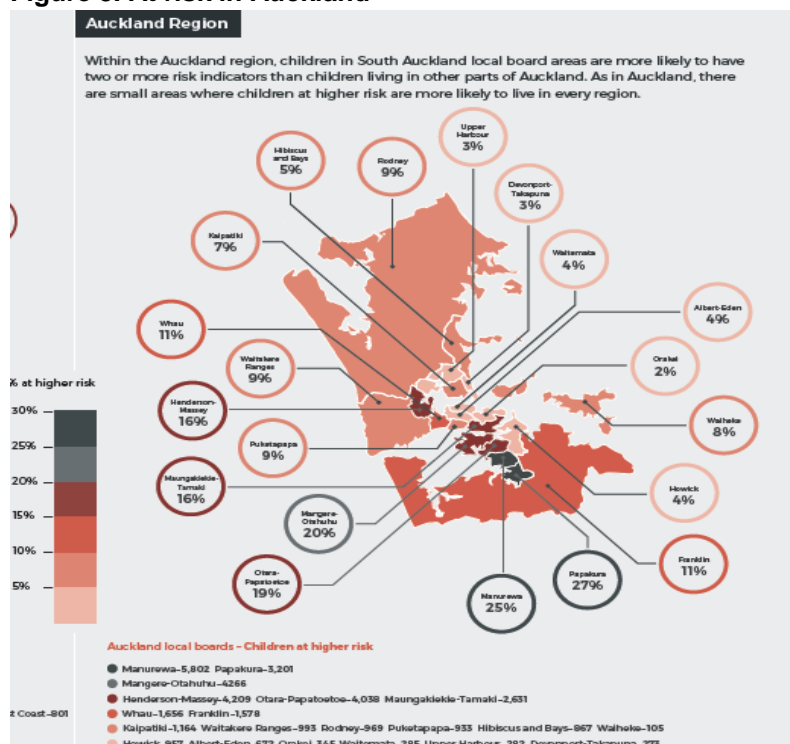 Auckland Region
Within the Auckland region, children in South Auckland local board areas are more likely to have
two or more risk indicators than children living in other parts of Auckland. As in Auckland, there
are small areas where children at higher risk are more likely to live in every region.
Upper
Harbour
3%
Hibiscus
and Bays
5%
Rodney
9%
Devonport-
Takapuna
3%
Kaipatiki
7%
Waitemata
4%
Albert-Eden
4%
Whau
11%
Waitakere
Ranges
9%
Orakei
2%
% at higher risk
30%
25%
20%
15%
10%
5%
Henderson-
Massey
16%
Waiheke
8%
Puketapapa
9%
Maungakiekie-
Tamaki
16%
Howick
4%
Mangere-
Otahuhu
20%
Franklin
11%
Otara-
Papatoetoe
19%
Papakura
27%
Manurewa
25%
Auckland local boards – Children at higher risk
Manurewa–5,802 Papakura–3,201
Mangere-Otahuhu–4266
Henderson-Massey–4,209 Otara-Papatoetoe–4,038 Maungakiekie-Tamaki–2,631
Whau–1,656 Franklin–1,578
Kaipatiki–1,164 Waitakere Ranges–993 Rodney–969 Puketapapa–933 Hibiscus and Bays–867 Waiheke–105
Coast–801